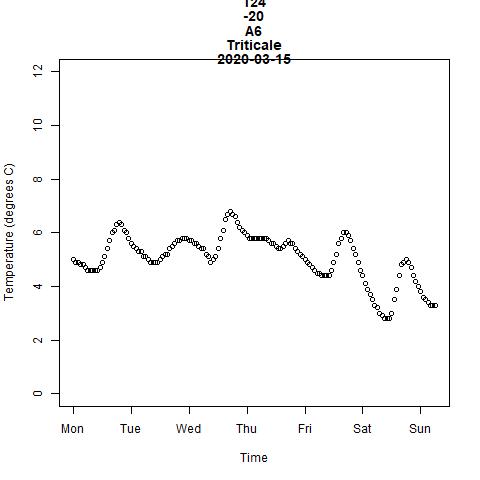 124
-20
A6
Triticale
2020-03-15
Temperature (degrees C)
12
10
8
6
4
2
0
Mon Tue Wed Thu Fri Sat Sun
Time